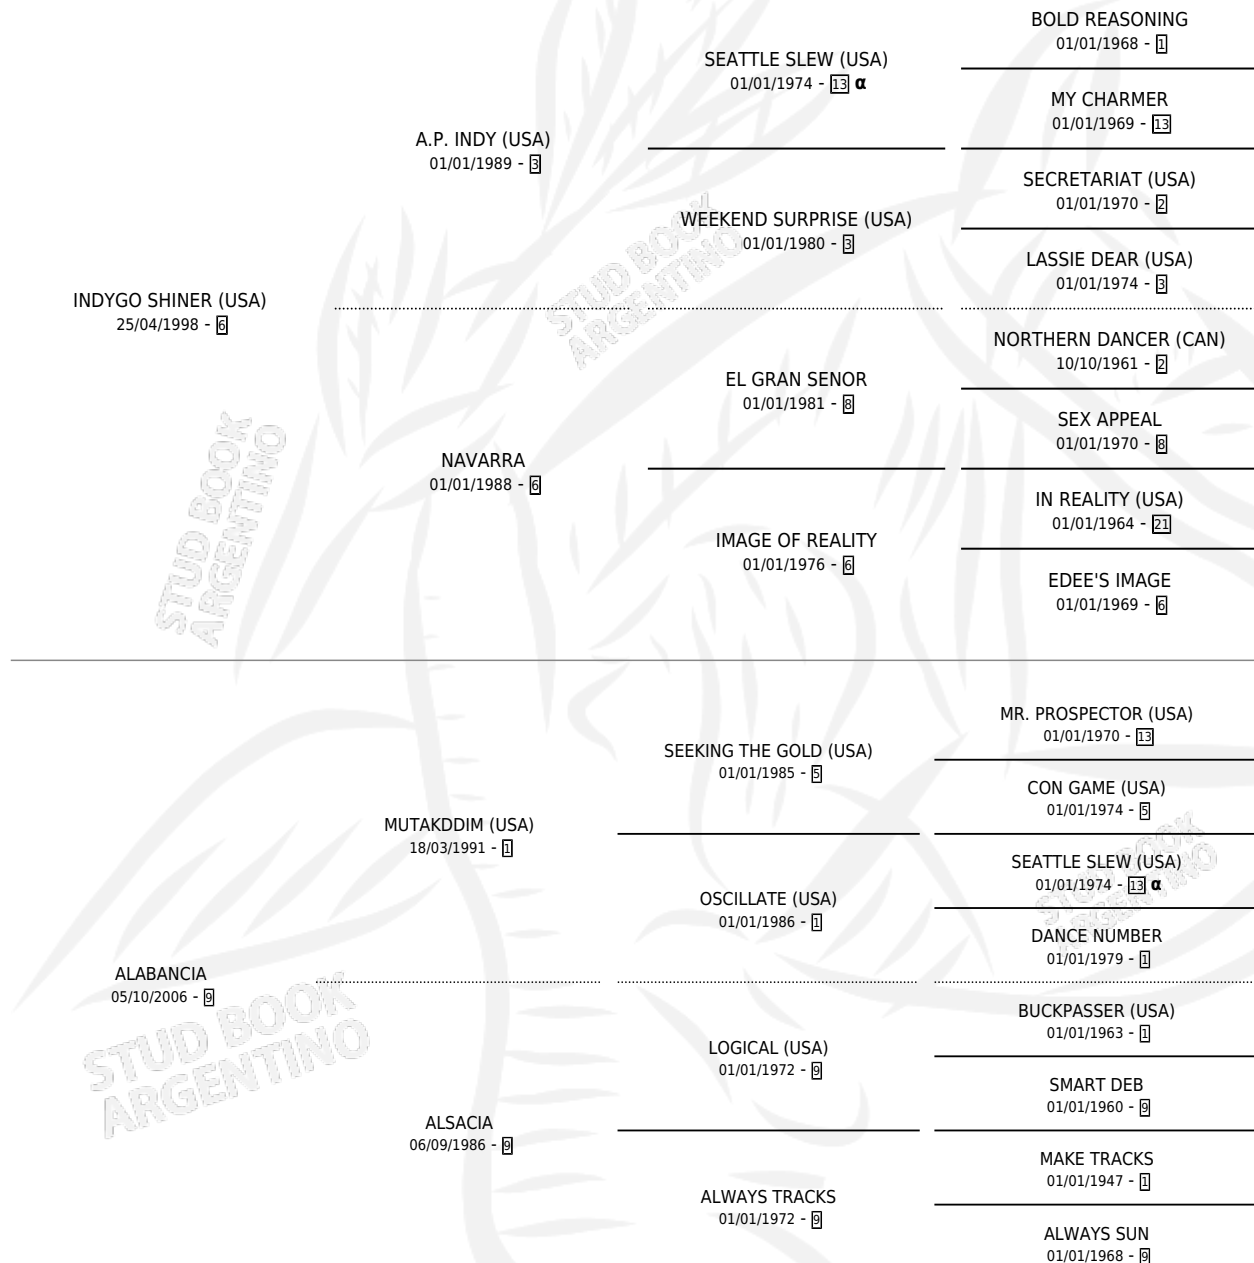 BOLD REASONING
01/01/1968 - 1
SEATTLE SLEW (USA)
01/01/1974 - 13 α
MY CHARMER
01/01/1969 - 13
A.P. INDY (USA)
01/01/1989 - 3
SECRETARIAT (USA)
01/01/1970 - 2
WEEKEND SURPRISE (USA)
01/01/1980 - 3
LASSIE DEAR (USA)
01/01/1974 - 3
INDYGO SHINER (USA)
25/04/1998 - 6
NORTHERN DANCER (CAN)
10/10/1961 - 2
EL GRAN SENOR
01/01/1981 - 8
SEX APPEAL
01/01/1970 - 8
NAVARRA
01/01/1988 - 6
IN REALITY (USA)
01/01/1964 - 21
IMAGE OF REALITY
01/01/1976 - 6
EDEE'S IMAGE
01/01/1969 - 6
MR. PROSPECTOR (USA)
01/01/1970 - 13
SEEKING THE GOLD (USA)
01/01/1985 - 5
CON GAME (USA)
01/01/1974 - 5
MUTAKDDIM (USA)
18/03/1991 - 1
SEATTLE SLEW (USA)
01/01/1974 - 13 α
OSCILLATE (USA)
01/01/1986 - 1
DANCE NUMBER
01/01/1979 - 1
ALABANCIA
05/10/2006 - 9
BUCKPASSER (USA)
01/01/1963 - 1
LOGICAL (USA)
01/01/1972 - 9
SMART DEB
01/01/1960 - 9
ALSACIA
06/09/1986 - 9
MAKE TRACKS
01/01/1947 - 1
ALWAYS TRACKS
01/01/1972 - 9
ALWAYS SUN
01/01/1968 - 9
STUD BOOK
ARGENTINO
STUD BOOK
ARGENTINO
STUD BOOK
ARGENTINO
STUD BOOK
ARGENTINO